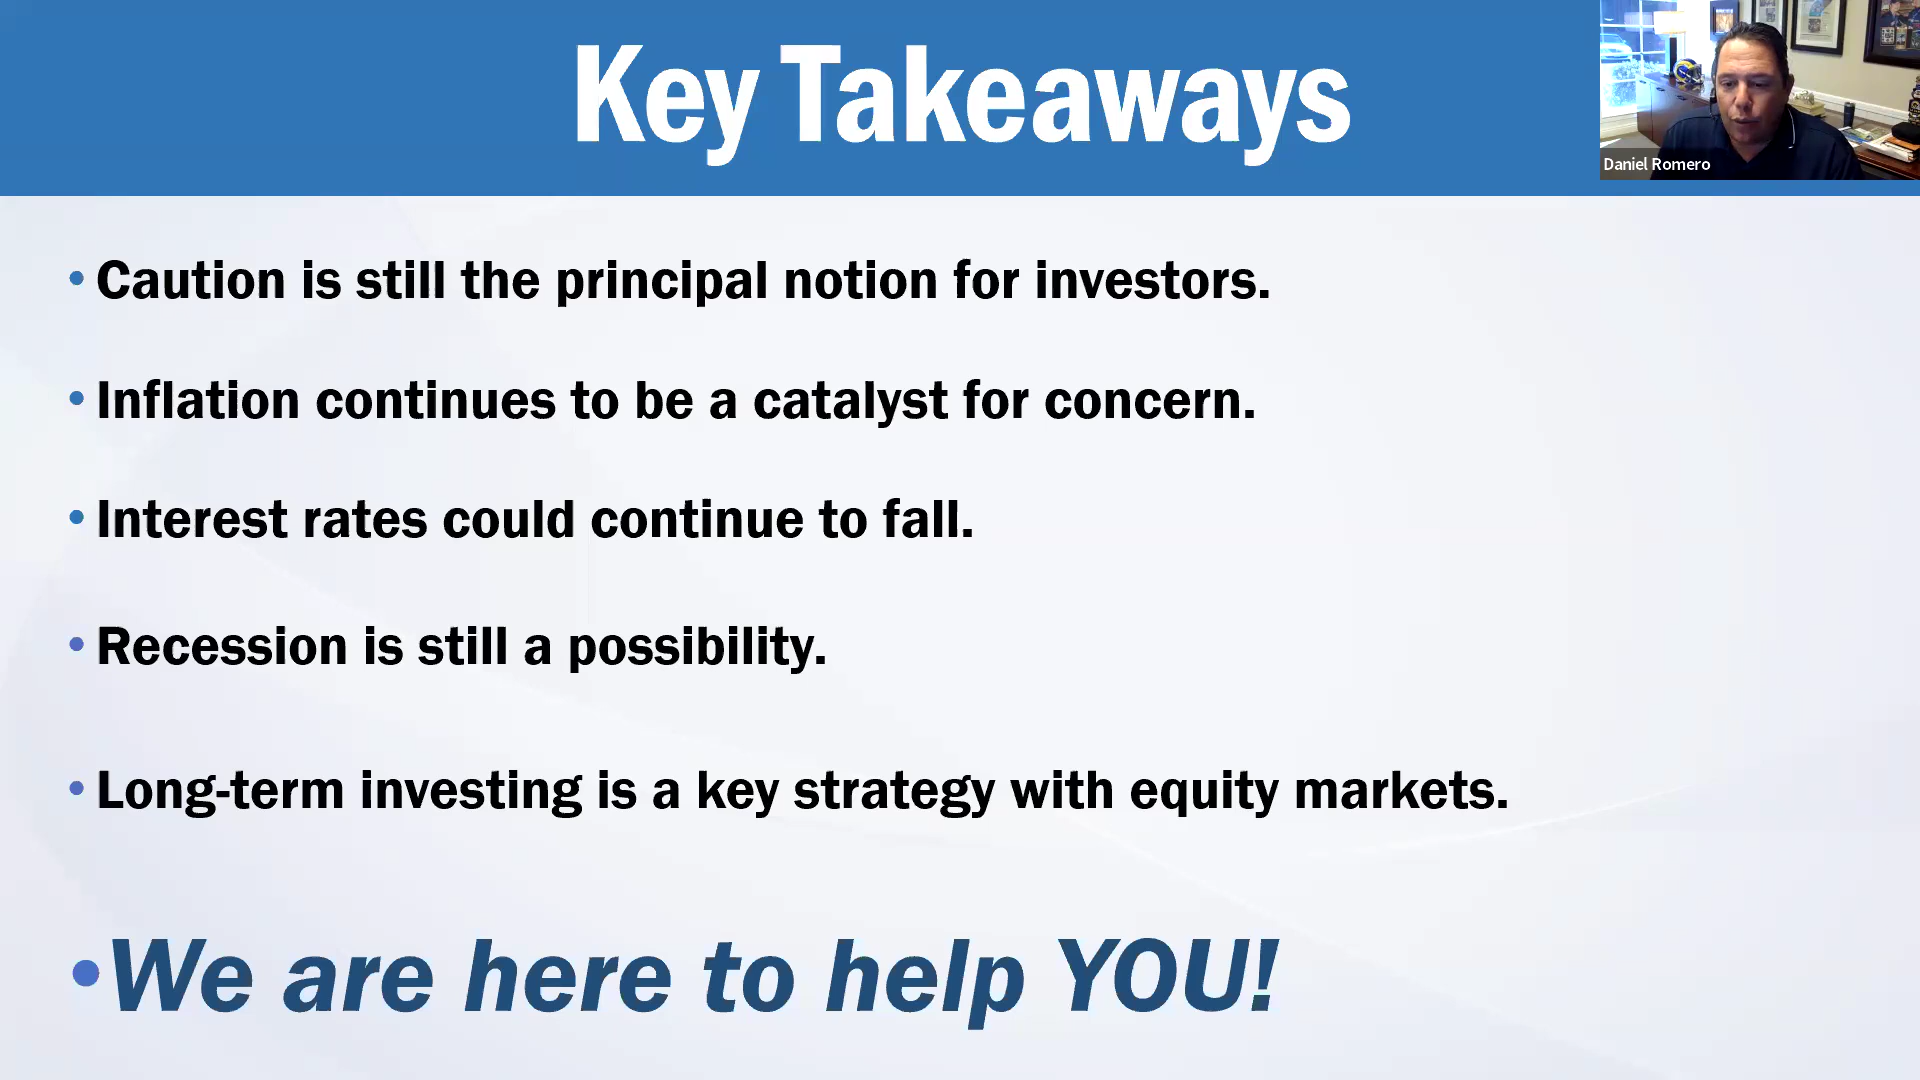 Key Takeaways
Daniel Romero
• Caution is still the principal notion for investors.
• Inflation continues to be a catalyst for concern.
• Interest rates could continue to fall.
• Recession is still a possibility.
• Long-term investing is a key strategy with equity markets.
• We are here to help YOU!